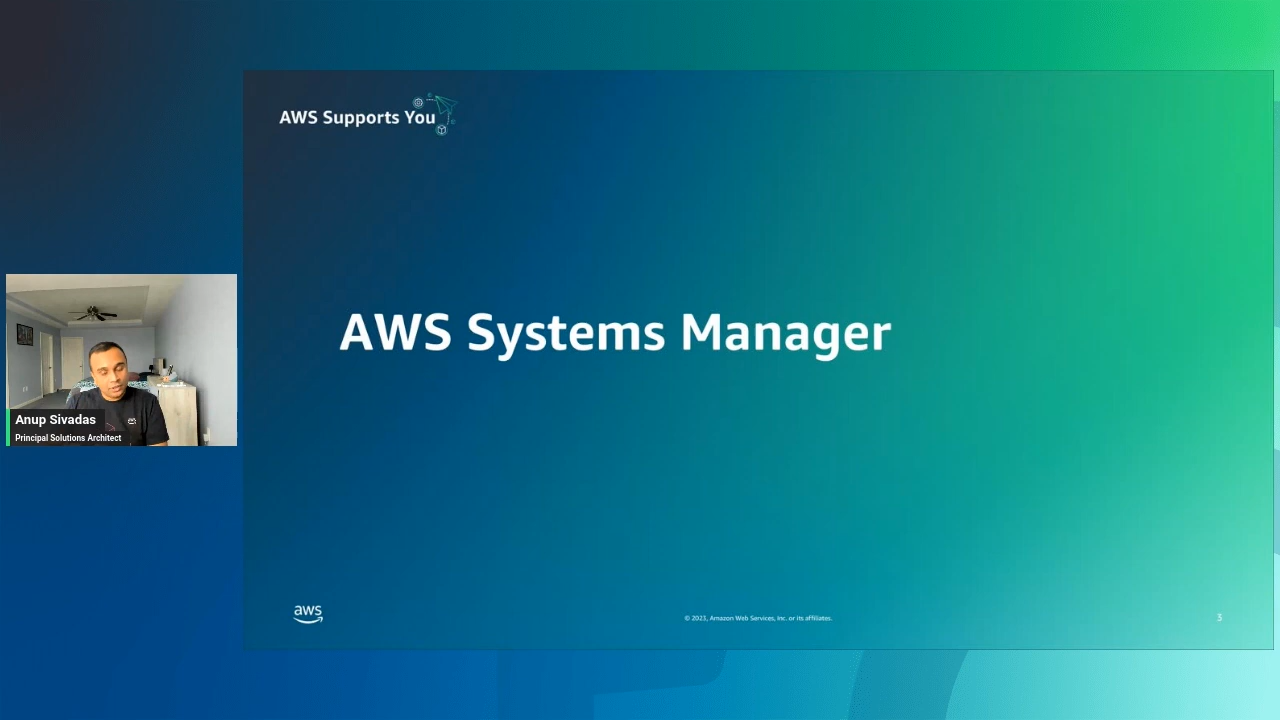 AWS Supports You
AWS Systems Manager
Anup Sivadas
Principal Solutions Architect
aws
© 2023, Amazon Web Services, Inc. or its affiliates.
3